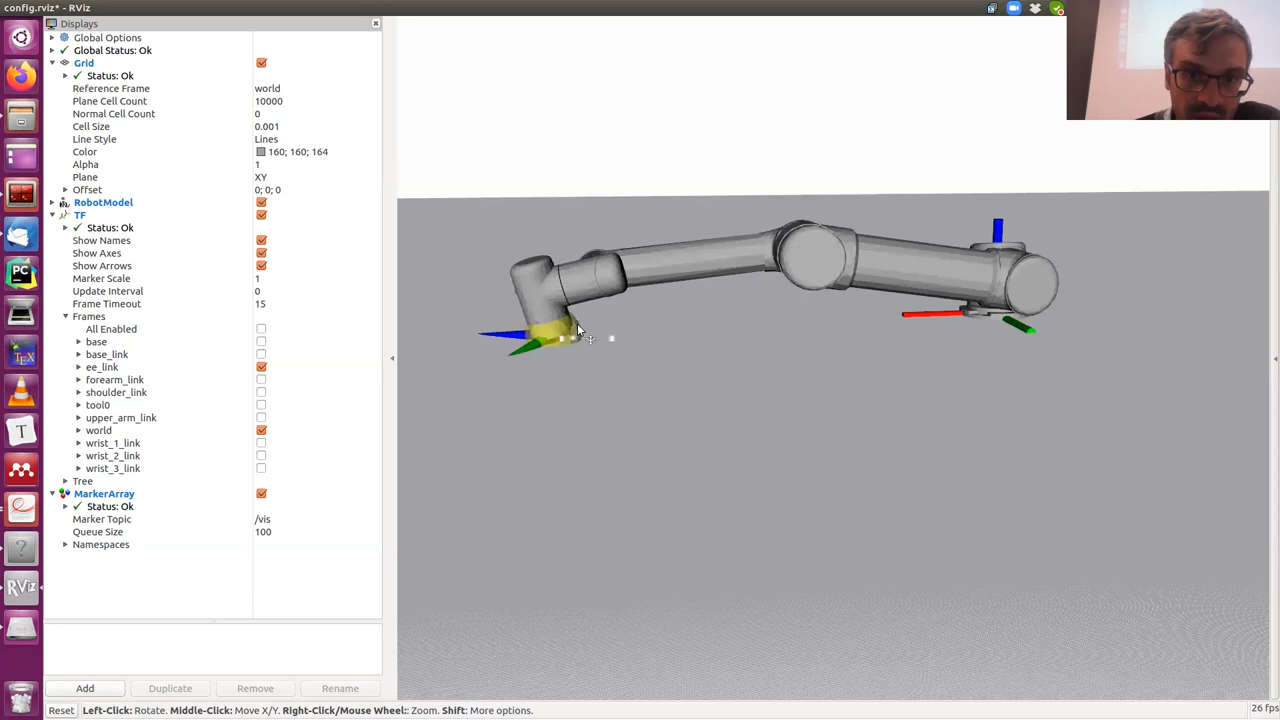 config.rviz* - RViz
Displays
Global Options
Global Status: Ok
Grid
Status: Ok
Reference Frame world
Plane Cell Count 10000
Normal Cell Count 0
Cell Size 0.001
Line Style Lines
Color 160; 160; 164
Alpha 1
Plane XY
Offset 0; 0; 0
RobotModel
TF
Status: Ok
Show Names
Show Axes
Show Arrows
Marker Scale 1
Update Interval 0
Frame Timeout 15
Frames
All Enabled
base
base_link
ee_link
forearm_link
shoulder_link
tool0
upper_arm_link
world
wrist_1_link
wrist_2_link
wrist_3_link
Tree
MarkerArray
Status: Ok
Marker Topic /vis
Queue Size 100
Namespaces
PC
TEX
T
?
RViz
Add
Duplicate
Remove
Rename
Reset
Left-Click: Rotate. Middle-Click: Move X/Y. Right-Click/Mouse Wheel:: Zoom. Shift: More options.
26 fps